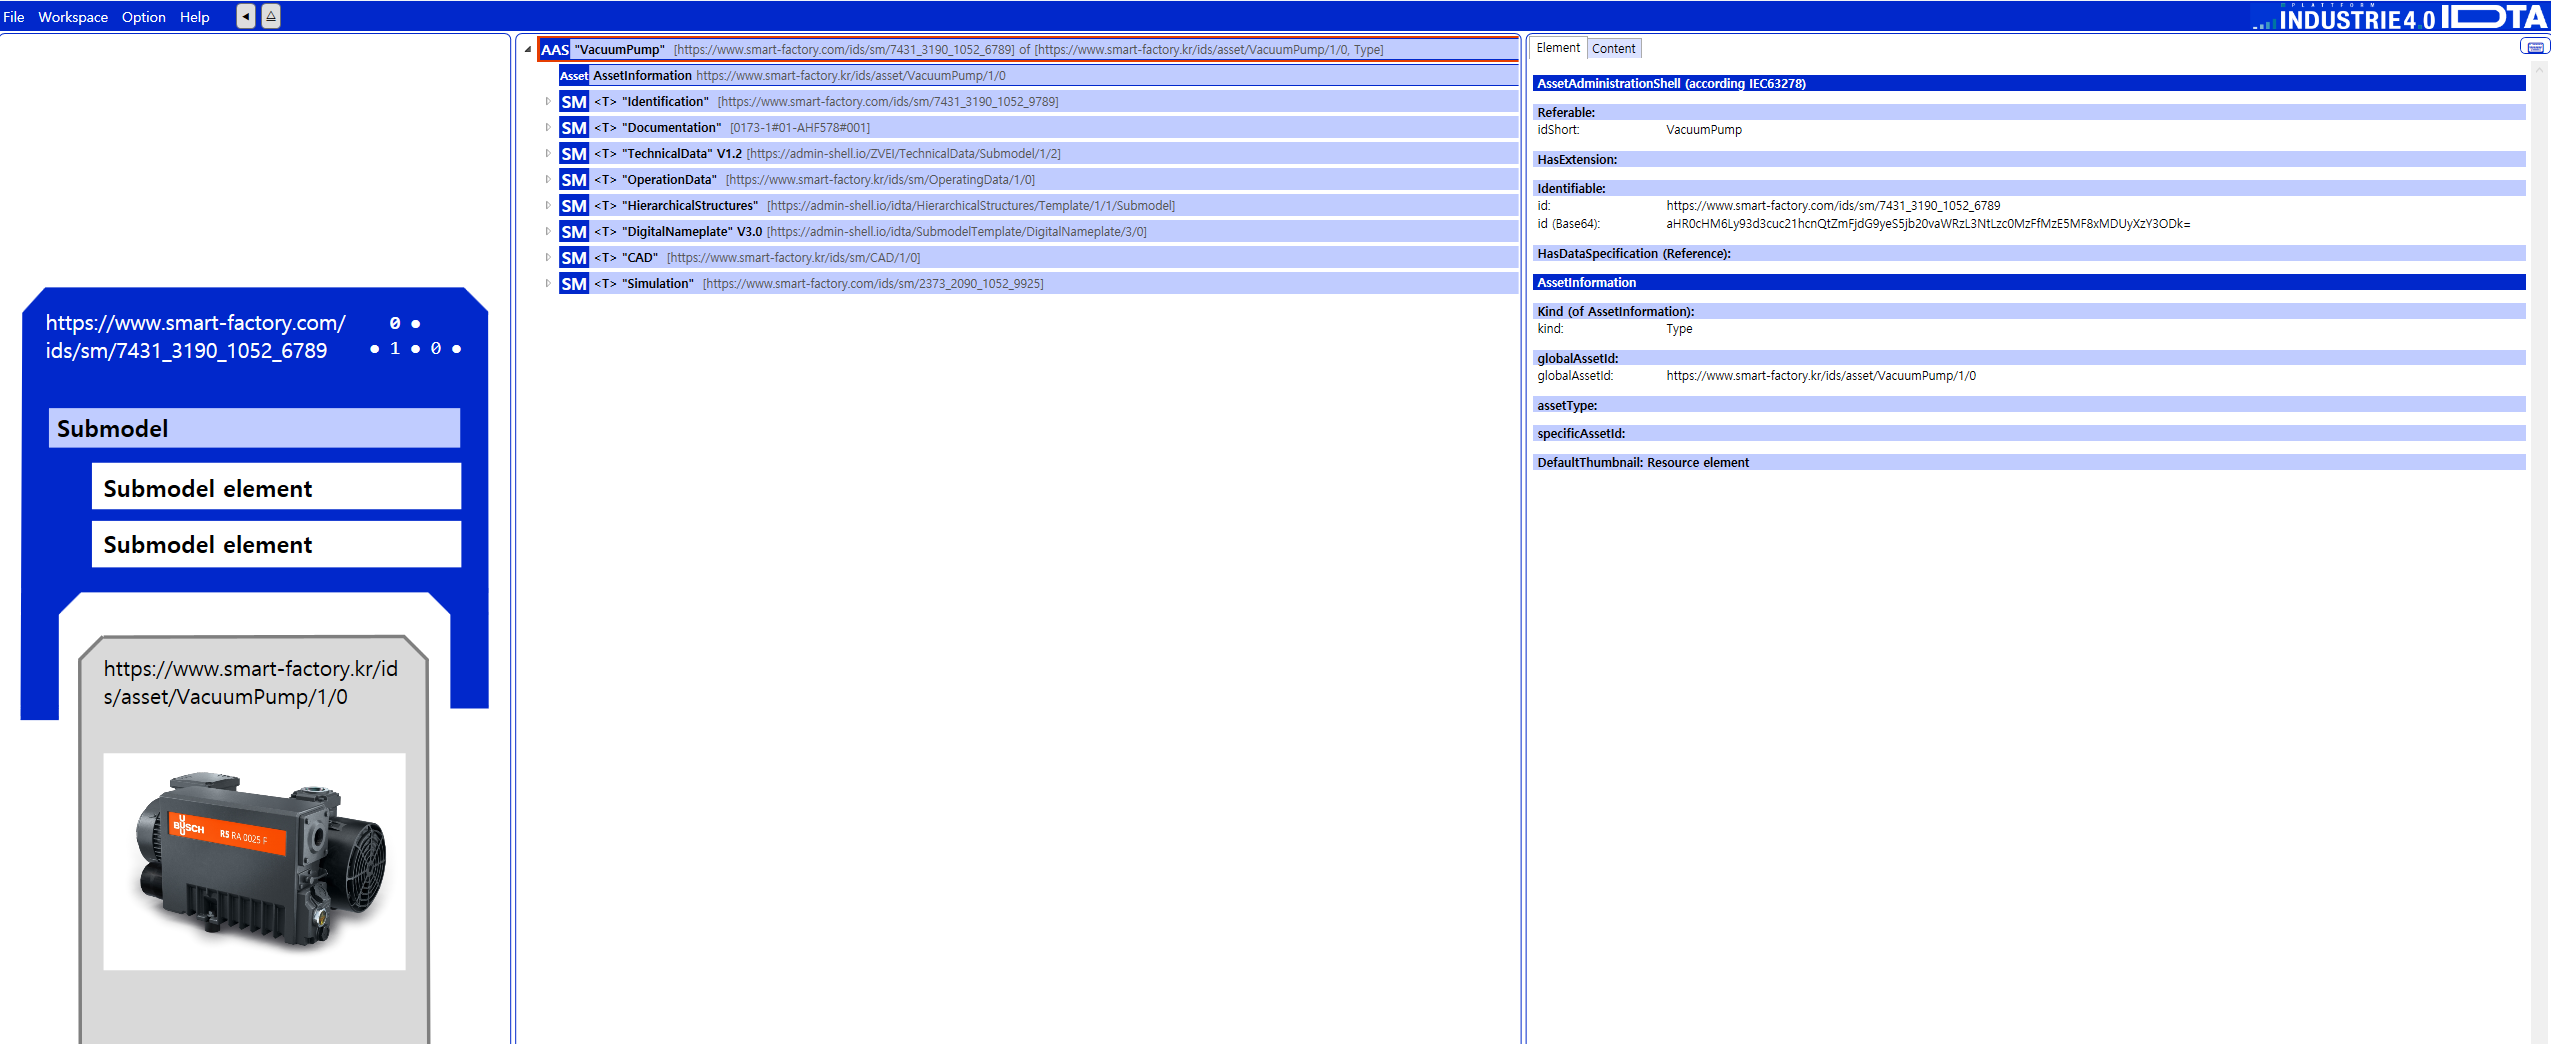 File Workspace Option Help
PLATTFORM
INDUSTRIE4.0 IDTA
https://www.smart-factory.com/
ids/sm/7431_3190_1052_6789
0
1 0
Submodel
Submodel element
Submodel element
https://www.smart-factory.kr/id
s/asset/VacuumPump/1/0
BUSCH
R5 RA 0025 F
AAS "VacuumPump" [https://www.smart-factory.com/ids/sm/7431_3190_1052_6789] of [https://www.smart-factory.kr/ids/asset/VacuumPump/1/0, Type]
Asset AssetInformation https://www.smart-factory.kr/ids/asset/VacuumPump/1/0
SM <T> "Identification" [https://www.smart-factory.com/ids/sm/7431_3190_1052_9789]
SM <T> "Documentation" [0173-1#01-AHF578#001]
SM <T> "TechnicalData" V1.2 [https://admin-shell.io/ZVEI/TechnicalData/Submodel/1/2]
SM <T> "OperationData" [https://www.smart-factory.kr/ids/sm/OperatingData/1/0]
SM <T> "HierarchicalStructures" [https://admin-shell.io/idta/HierarchicalStructures/Template/1/1/Submodel]
SM <T> "DigitalNameplate" V3.0 [https://admin-shell.io/idta/SubmodelTemplate/DigitalNameplate/3/0]
SM <T> "CAD" [https://www.smart-factory.kr/ids/sm/CAD/1/0]
SM <T> "Simulation" [https://www.smart-factory.com/ids/sm/2373_2090_1052_9925]
Element Content
AssetAdministrationShell (according IEC63278)
Referable:
idShort: VacuumPump
HasExtension:
Identifiable:
id: https://www.smart-factory.com/ids/sm/7431_3190_1052_6789
id (Base64): aHR0cHM6Ly93d3cuc21hcnQtZmFjdG9yeS5jb20vaWRzL3NtLzc0MzFfMzE5MF8xMDUyXzY3ODk=
HasDataSpecification (Reference):
AssetInformation
Kind (of AssetInformation):
kind: Type
globalAssetId:
globalAssetId: https://www.smart-factory.kr/ids/asset/VacuumPump/1/0
assetType:
specificAssetId:
DefaultThumbnail: Resource element